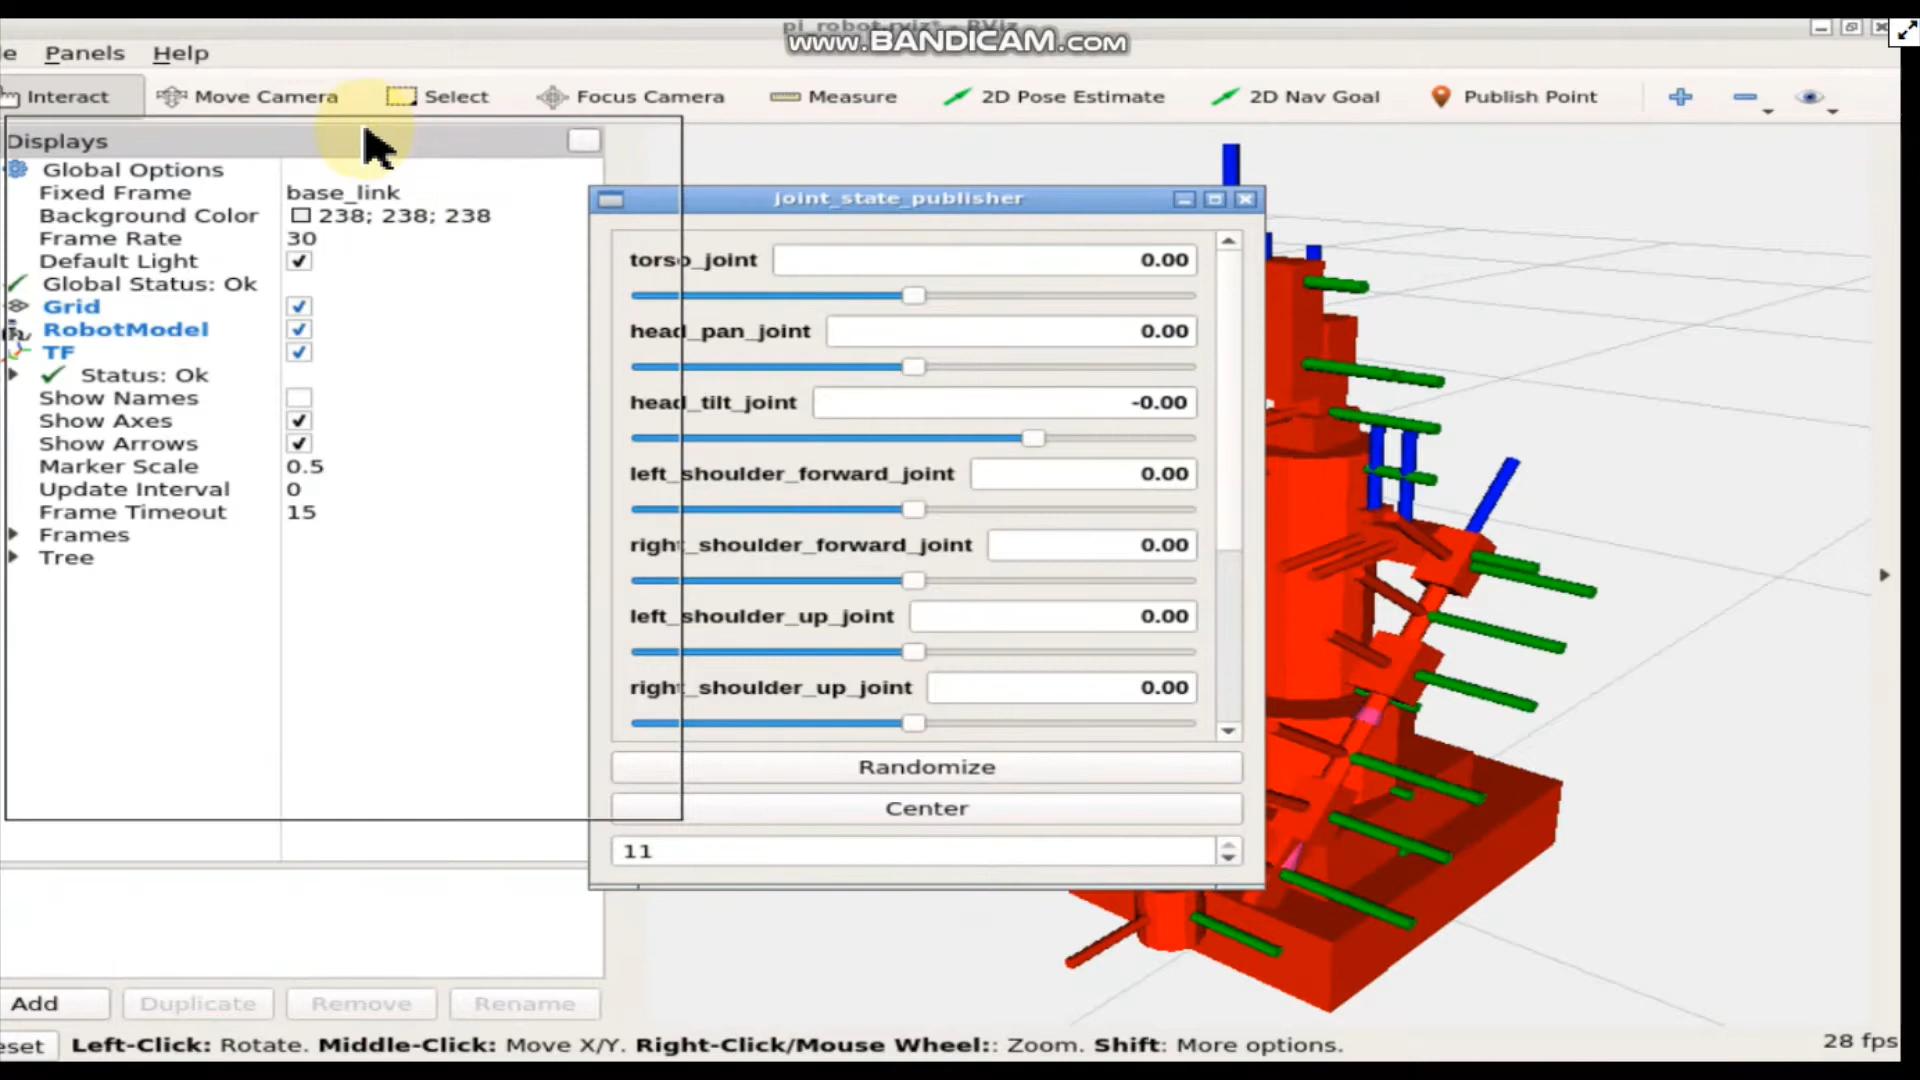 pi_robot.rviz* - RViz
www.BANDICAM.com
e Panels Help
Interact Move Camera Select Focus Camera Measure 2D Pose Estimate 2D Nav Goal Publish Point
Displays
Global Options
Fixed Frame base_link
Background Color 238; 238; 238
Frame Rate 30
Default Light
Global Status: Ok
Grid
RobotModel
TF
Status: Ok
Show Names
Show Axes
Show Arrows
Marker Scale 0.5
Update Interval 0
Frame Timeout 15
Frames
Tree
joint_state_publisher
torso_joint 0.00
head_pan_joint 0.00
head_tilt_joint -0.00
left_shoulder_forward_joint 0.00
right_shoulder_forward_joint 0.00
left_shoulder_up_joint 0.00
right_shoulder_up_joint 0.00
Randomize
Center
11
Add Duplicate Remove Rename
eset Left-Click: Rotate. Middle-Click: Move X/Y. Right-Click/Mouse Wheel:: Zoom. Shift: More options. 28 fps